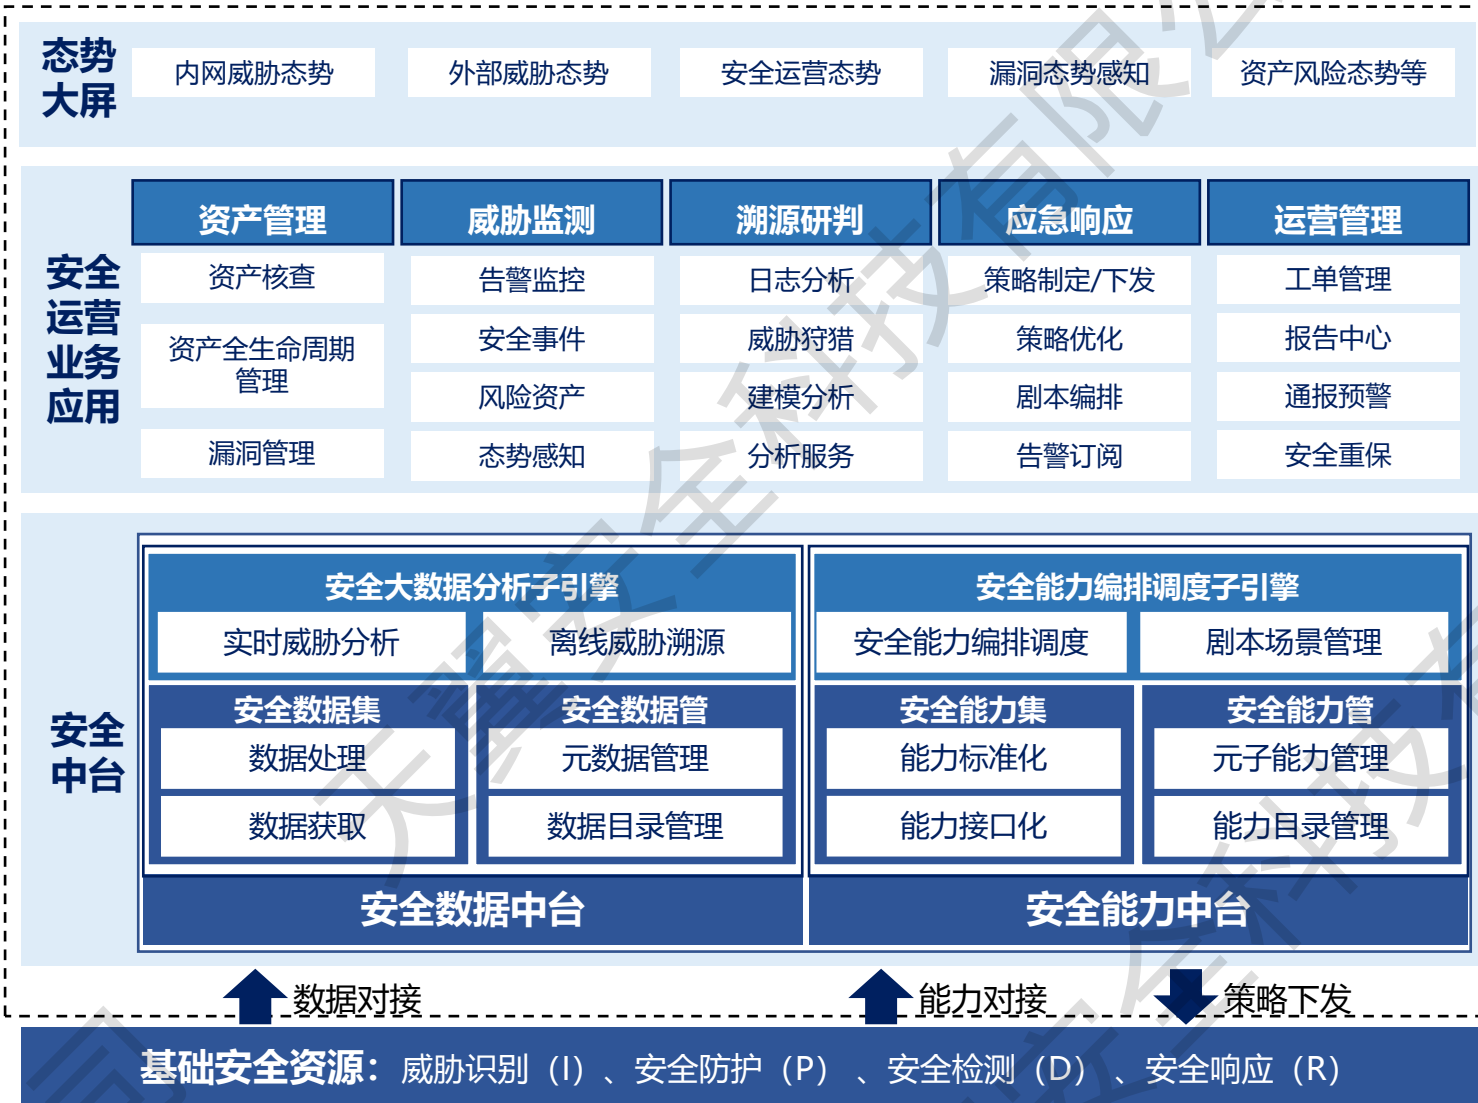 态势
大屏
内网威胁态势
外部威胁态势
安全运营态势
漏洞态势感知
资产风险态势等
安全
运营
业务
应用
资产管理
资产核查
资产全生命周期
管理
漏洞管理
威胁监测
告警监控
安全事件
风险资产
态势感知
溯源研判
日志分析
威胁狩猎
建模分析
分析服务
应急响应
策略制定/下发
策略优化
剧本编排
告警订阅
运营管理
工单管理
报告中心
通报预警
安全重保
安全
中台
安全大数据分析子引擎
实时威胁分析
离线威胁溯源
安全数据集
数据处理
数据获取
安全数据管
元数据管理
数据目录管理
安全数据中台
安全能力编排调度子引擎
安全能力编排调度
剧本场景管理
安全能力集
能力标准化
能力接口化
安全能力管
元子能力管理
能力目录管理
安全能力中台
数据对接
能力对接
策略下发
基础安全资源：威胁识别（I）、安全防护（P）、安全检测（D）、安全响应（R）
天翼安全科技有限公
安全科技有
司